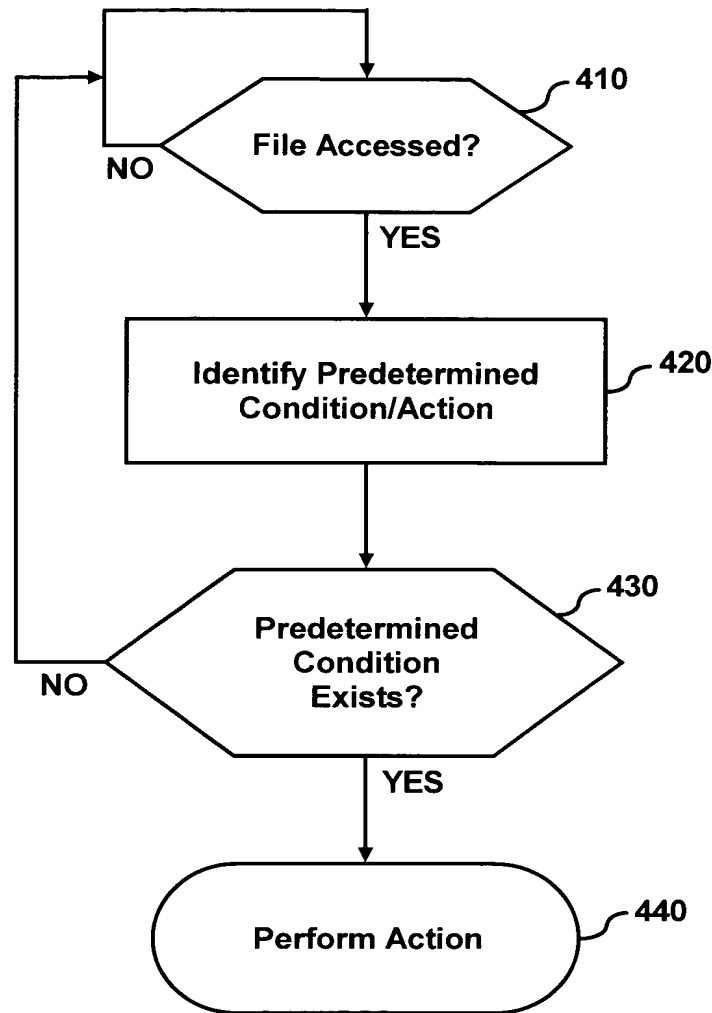 410
File Accessed?
NO
YES
Identify Predetermined
Condition/Action
420
430
Predetermined
Condition
Exists?
NO
YES
Perform Action
440